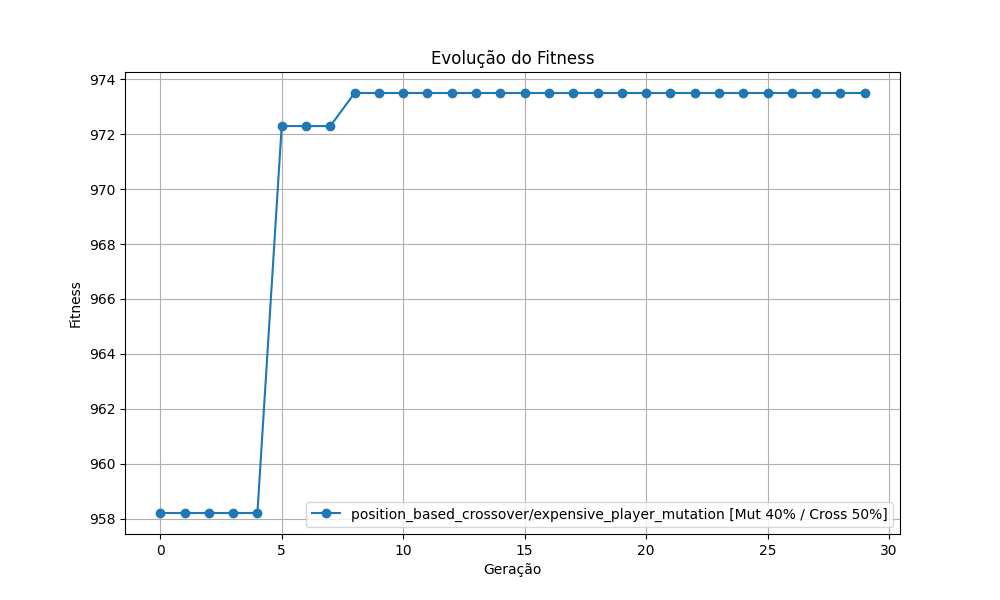 Evolução do Fitness
974
972
970
968
966
964
962
960
958
Fitness
position_based_crossover/expensive_player_mutation [Mut 40% / Cross 50%]
0 5 10 15 20 25 30
Geração